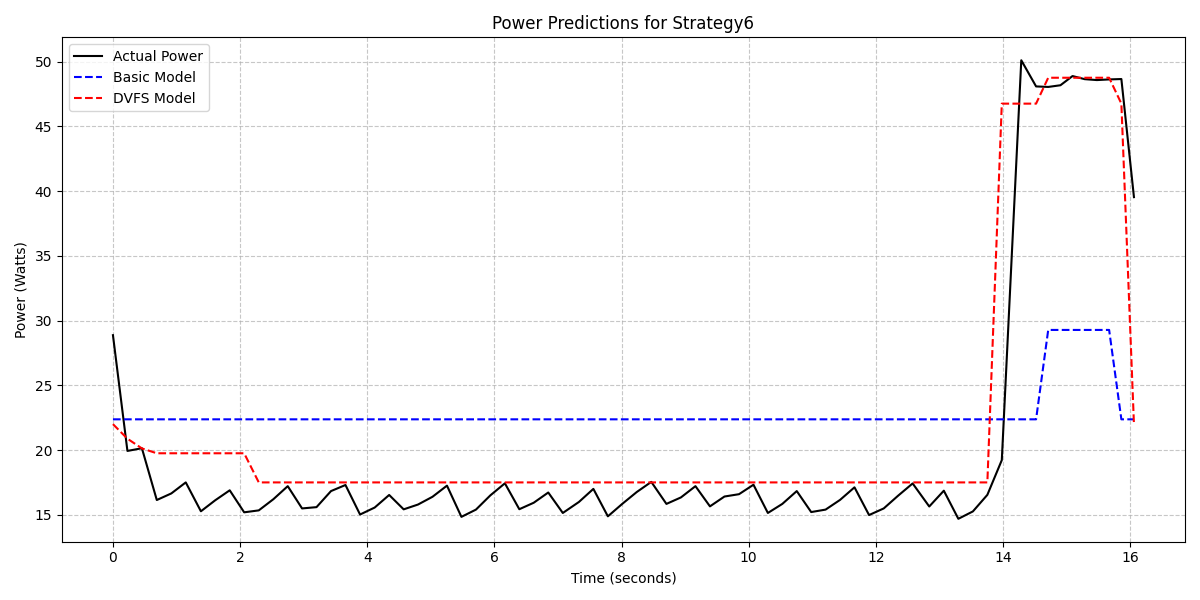 Power Predictions for Strategy6
Actual Power
Basic Model
DVFS Model
Power (Watts)
50
45
40
35
30
25
20
15
0 2 4 6 8 10 12 14 16
Time (seconds)